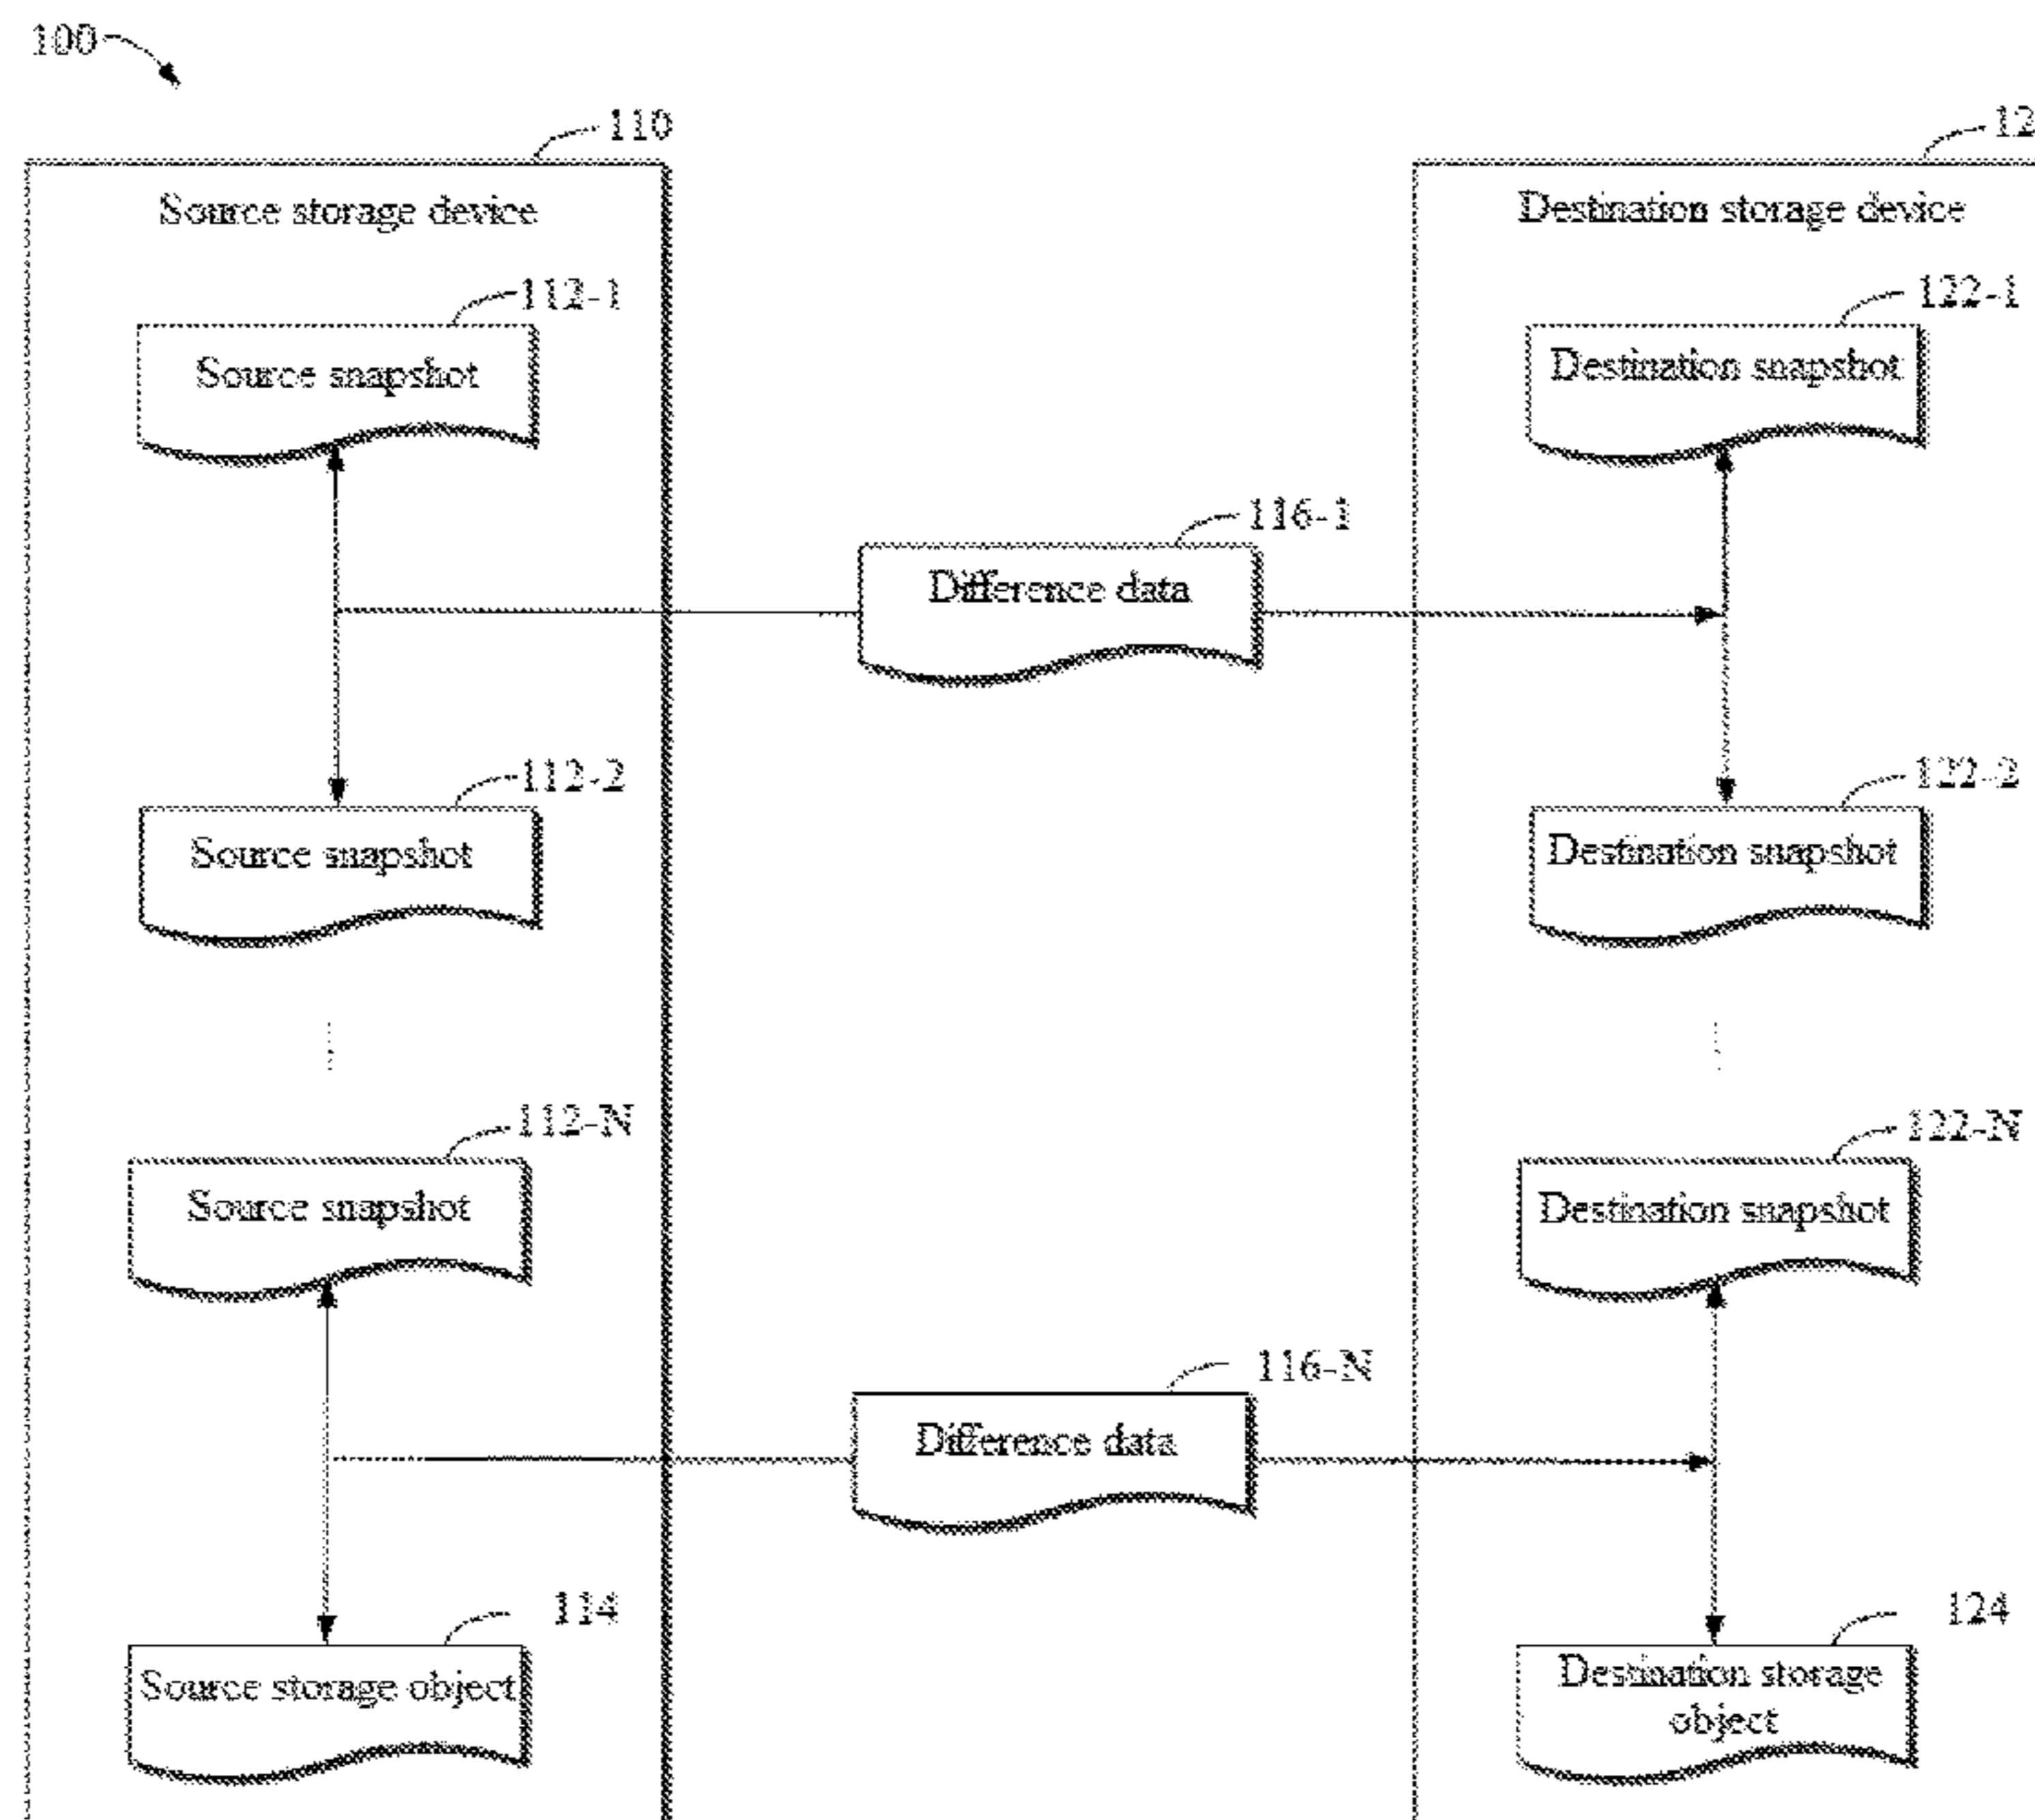 100
110
12
Source storage device
Destination storage device
112-1
122-1
Source snapshot
Destination snapshot
116-1
Difference data
112-2
122-2
Source snapshot
Destination snapshot
112-N
122-N
Source snapshot
Destination snapshot
116-N
Difference data
114
124
Source storage object
Destination storage
object